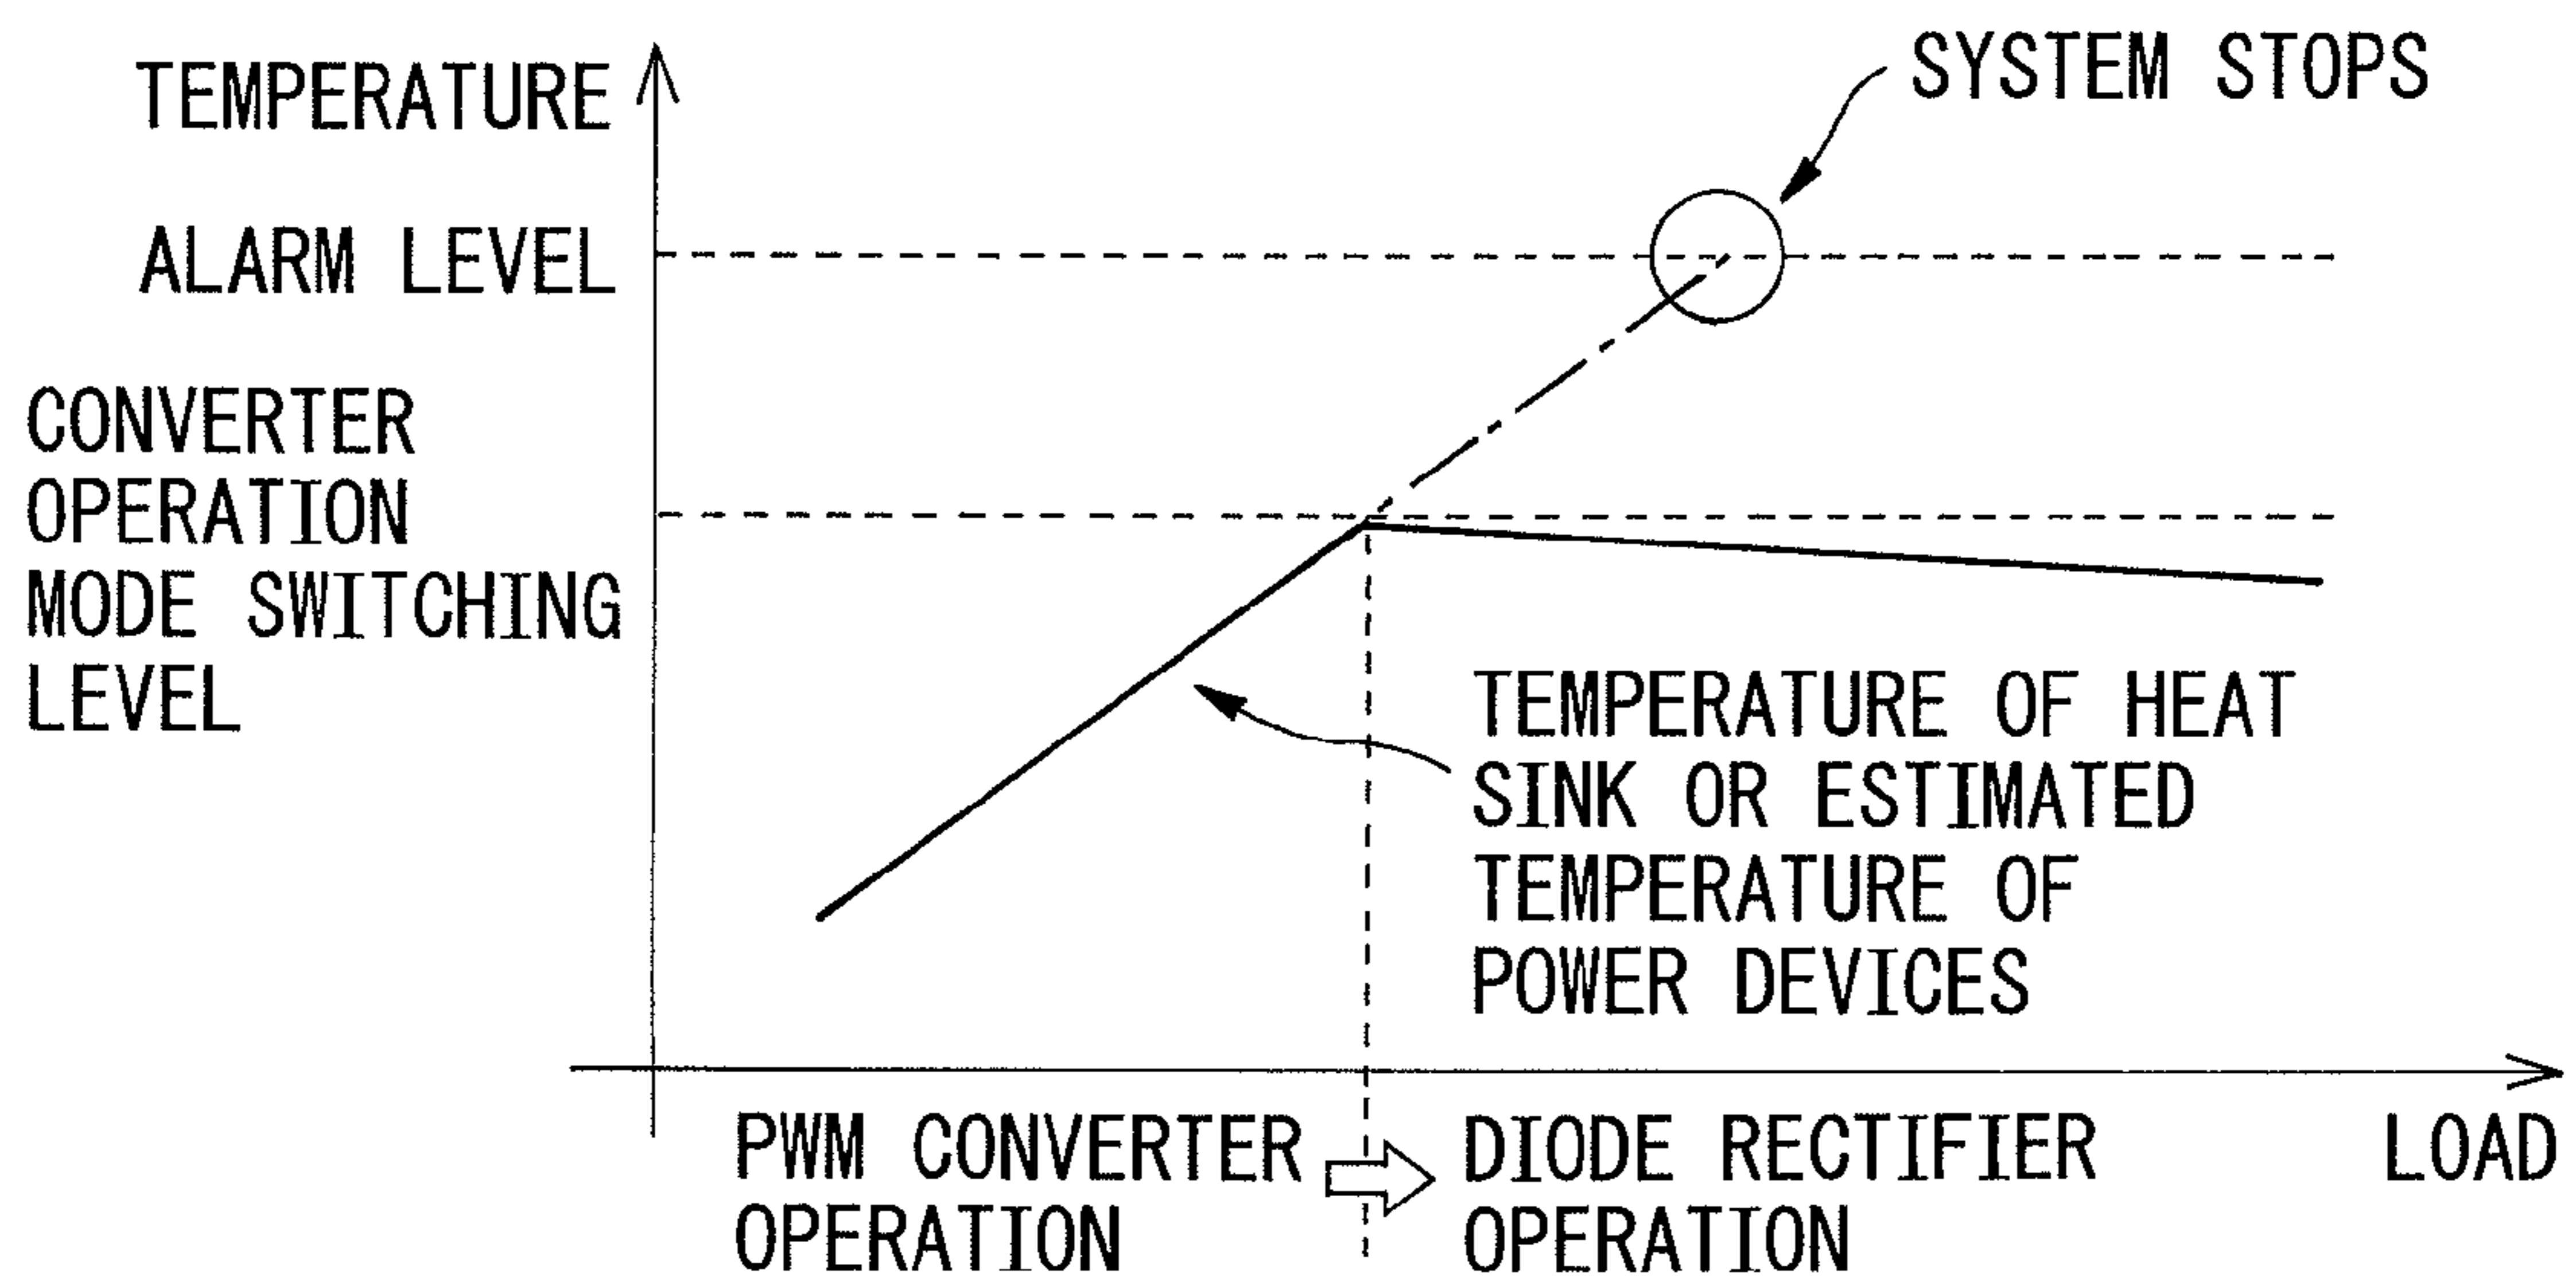 TEMPERATURE
SYSTEM STOPS
ALARM LEVEL
CONVERTER
OPERATION
MODE SWITCHING
LEVEL
TEMPERATURE OF HEAT
SINK OR ESTIMATED
TEMPERATURE OF
POWER DEVICES
PWM CONVERTER
OPERATION
DIODE RECTIFIER
OPERATION
LOAD